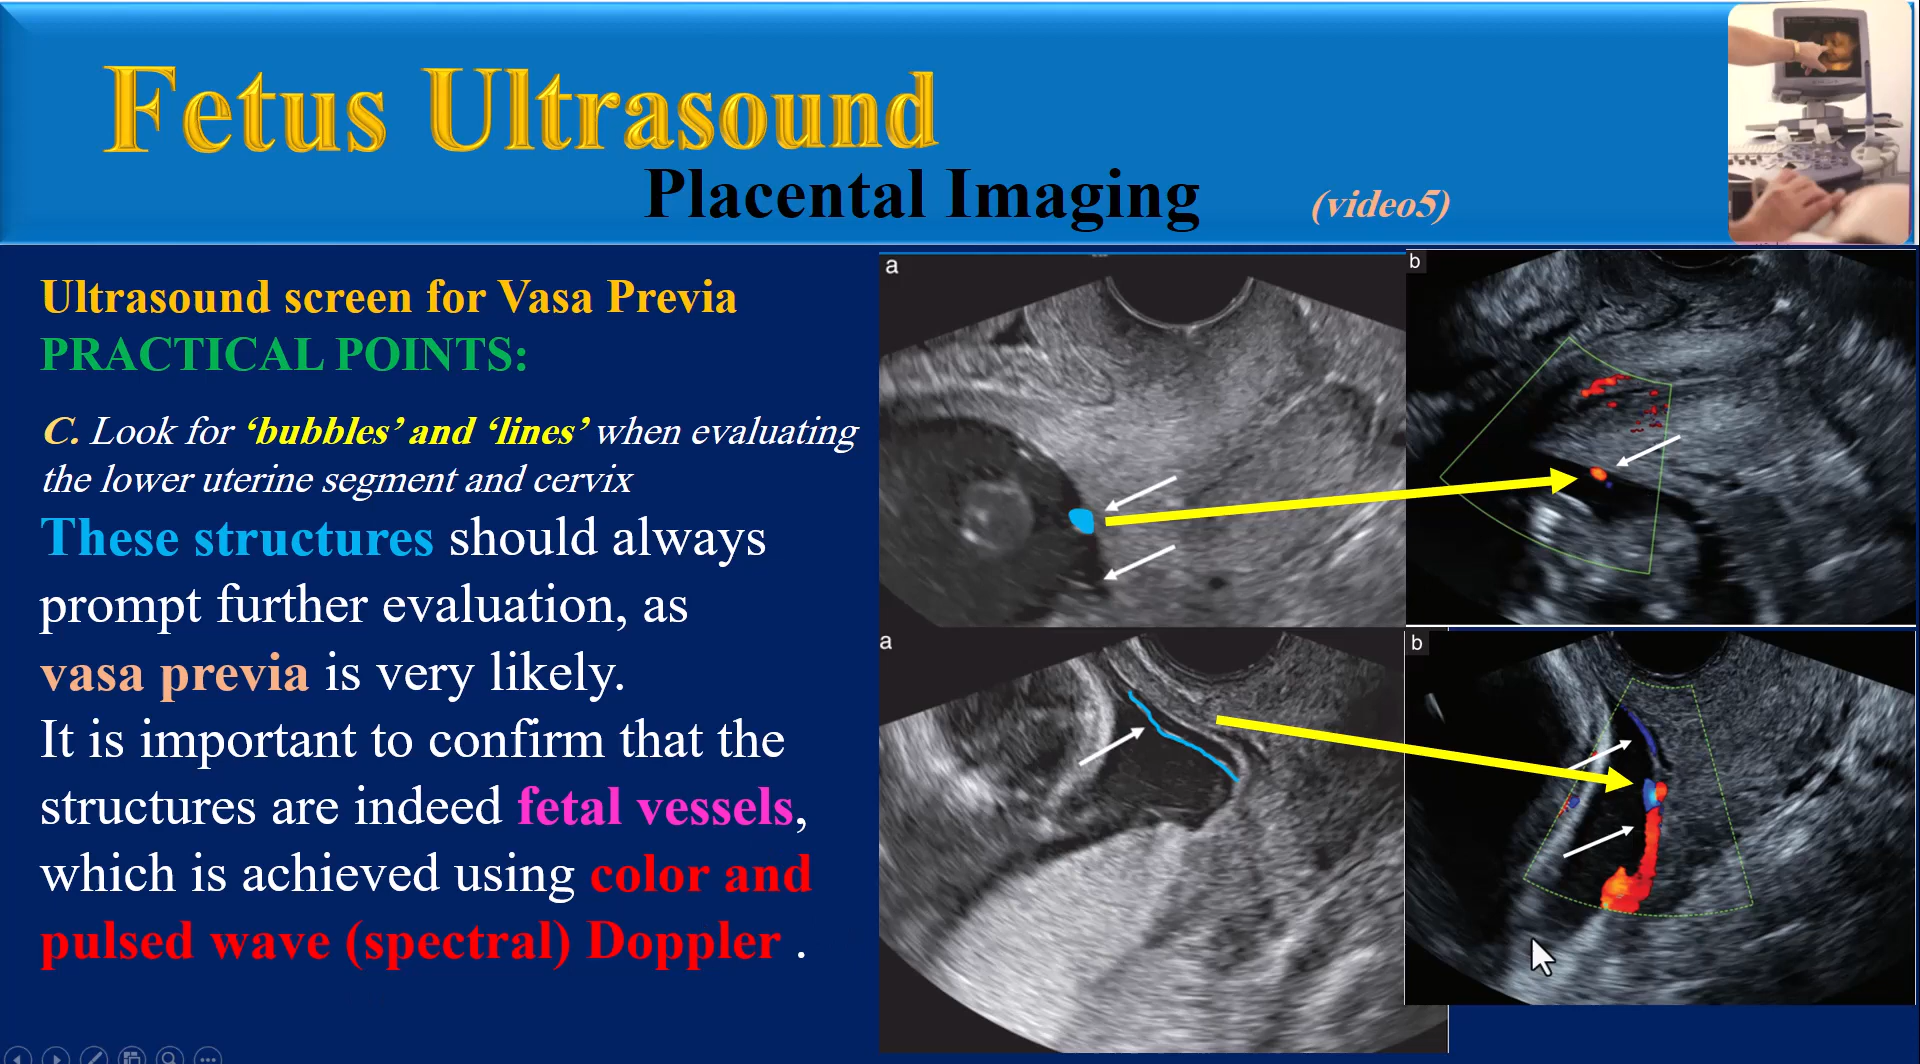 Fetus Ultrasound
Placental Imaging
(video5)
Ultrasound screen for Vasa Previa
PRACTICAL POINTS:
C. Look for ‘bubbles’ and ‘lines’ when evaluating
the lower uterine segment and cervix
These structures should always
prompt further evaluation, as
vasa previa is very likely.
It is important to confirm that the
structures are indeed fetal vessels,
which is achieved using color and
pulsed wave (spectral) Doppler .
a
b
a
b